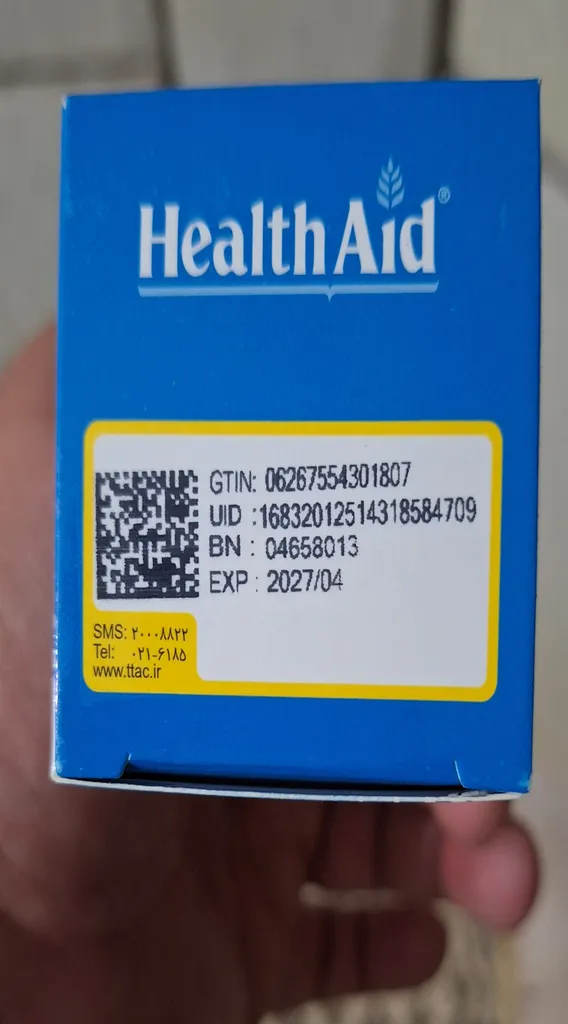 HealthAid®
GTIN: 06267554301807
UID :16832012514318584709
BN : 04658013
EXP : 2027/04
SMS: ۲۰۰۰۸۸۲۲
Tel: ۰۲۱-۶۱۸۵
www.ttac.ir